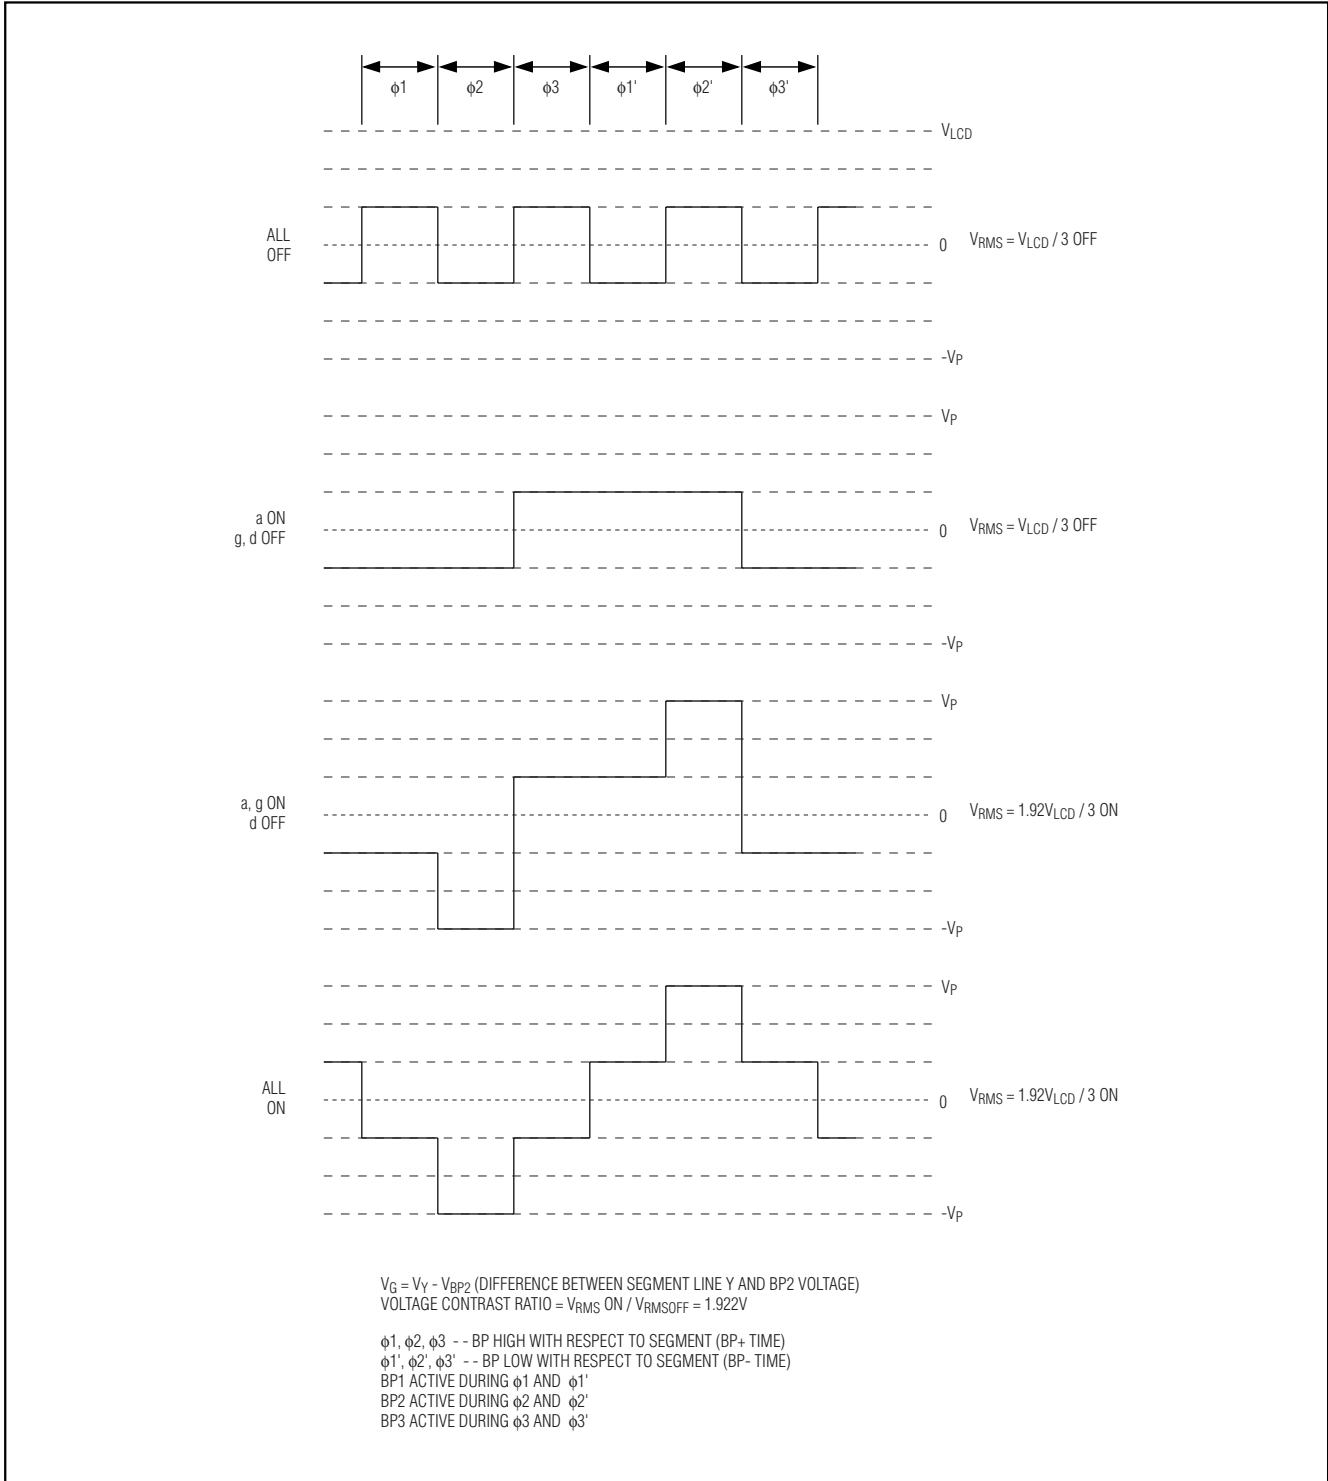 ϕ1 ϕ2 ϕ3 ϕ1' ϕ2' ϕ3'
VLCD
ALL
OFF
0 VRMS = VLCD / 3 OFF
-VP
VP
a ON
g, d OFF
0 VRMS = VLCD / 3 OFF
-VP
VP
a, g ON
d OFF
0 VRMS = 1.92VLCD / 3 ON
-VP
VP
ALL
ON
0 VRMS = 1.92VLCD / 3 ON
-VP
VG = VY - VBP2 (DIFFERENCE BETWEEN SEGMENT LINE Y AND BP2 VOLTAGE)
VOLTAGE CONTRAST RATIO = VRMS ON / VRMSOFF = 1.922V
ϕ1, ϕ2, ϕ3 - - BP HIGH WITH RESPECT TO SEGMENT (BP+ TIME)
ϕ1', ϕ2', ϕ3' - - BP LOW WITH RESPECT TO SEGMENT (BP- TIME)
BP1 ACTIVE DURING ϕ1 AND ϕ1'
BP2 ACTIVE DURING ϕ2 AND ϕ2'
BP3 ACTIVE DURING ϕ3 AND ϕ3'